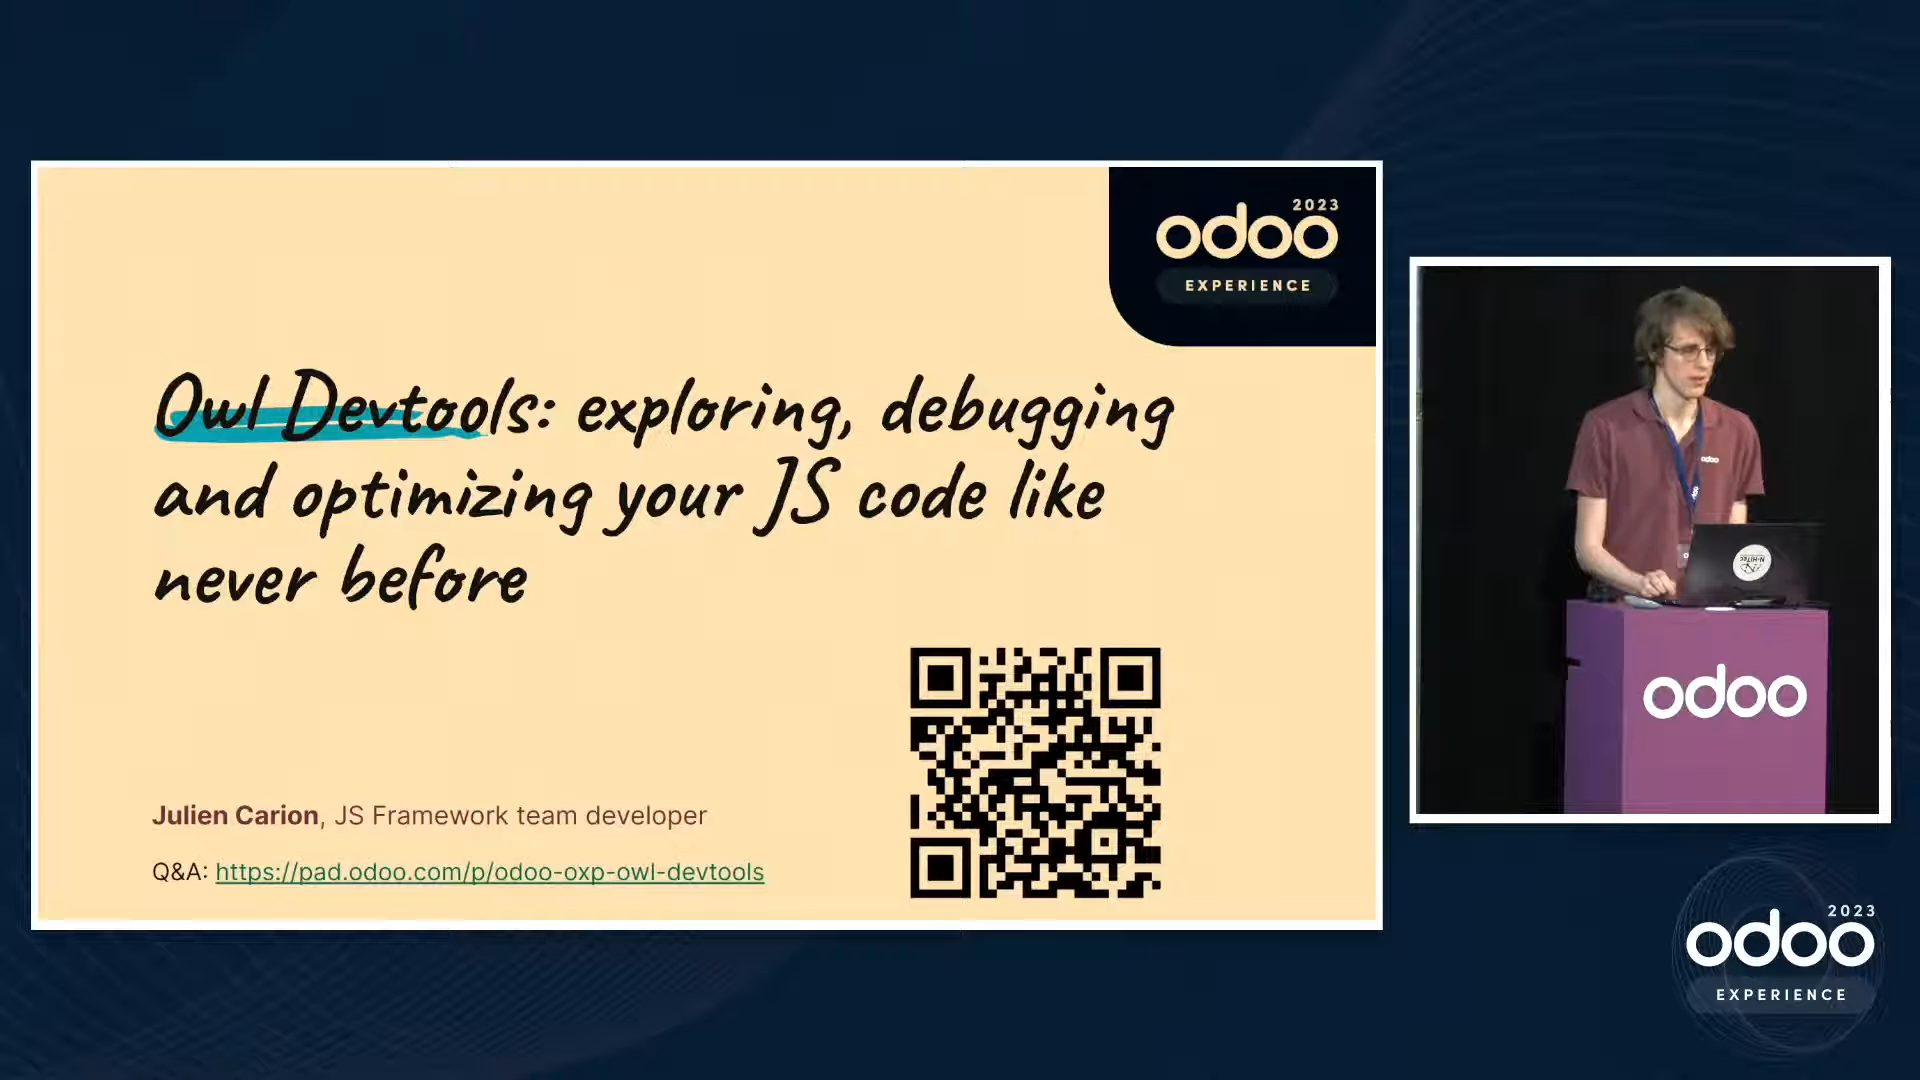 2023
odoo
EXPERIENCE
Owl Devtools: exploring, debugging
and optimizing your JS code like
never before
Julien Carion, JS Framework team developer
Q&A: https://pad.odoo.com/p/odoo-oxp-owl-devtools
odoo
odoo
2023
odoo
EXPERIENCE